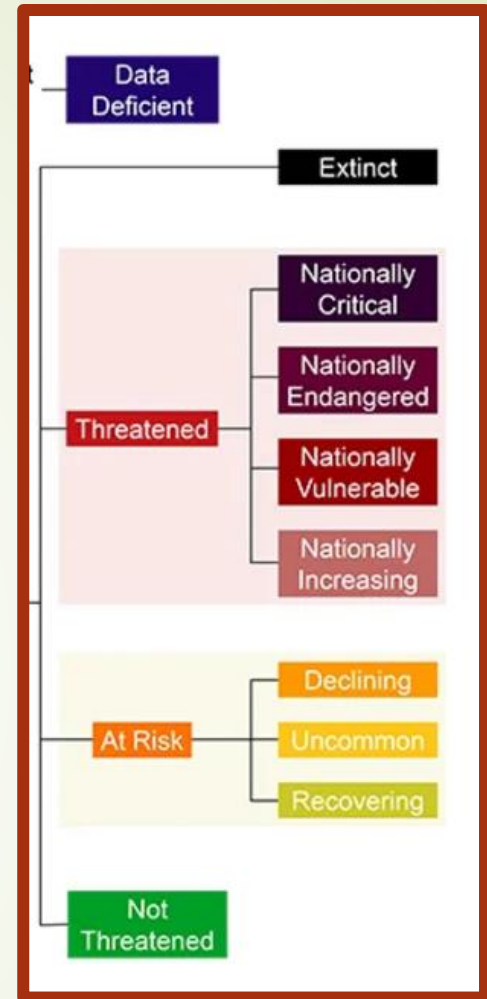 Data
Deficient
Extinct
Nationally
Critical
Nationally
Endangered
Threatened
Nationally
Vulnerable
Nationally
Increasing
Declining
At Risk
Uncommon
Recovering
Not
Threatened